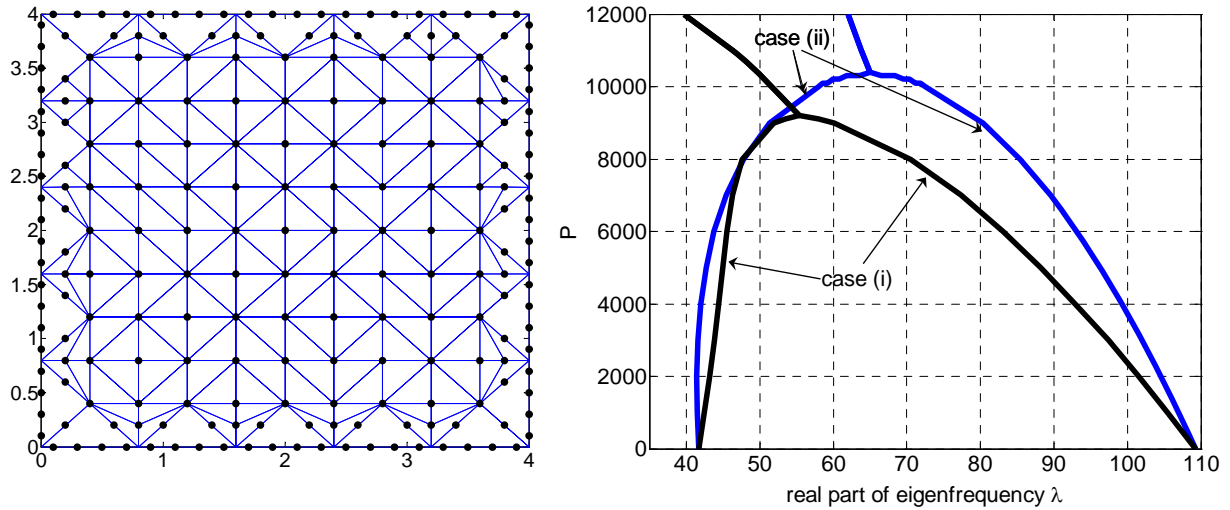 4
3.5
3
2.5
2
1.5
1
0.5
0
0 1 2 3 4
12000
10000
8000
6000
4000
2000
0
P
case (ii)
case (i)
40 50 60 70 80 90 100 110
real part of eigenfrequency λ